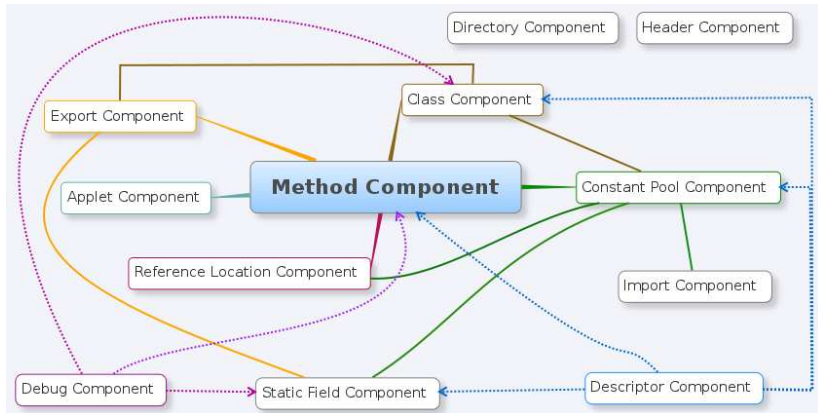 Directory Component
Header Component
Class Component
Export Component
Method Component
Constant Pool Component
Applet Component
Reference Location Component
Import Component
Debug Component
Static Field Component
Descriptor Component